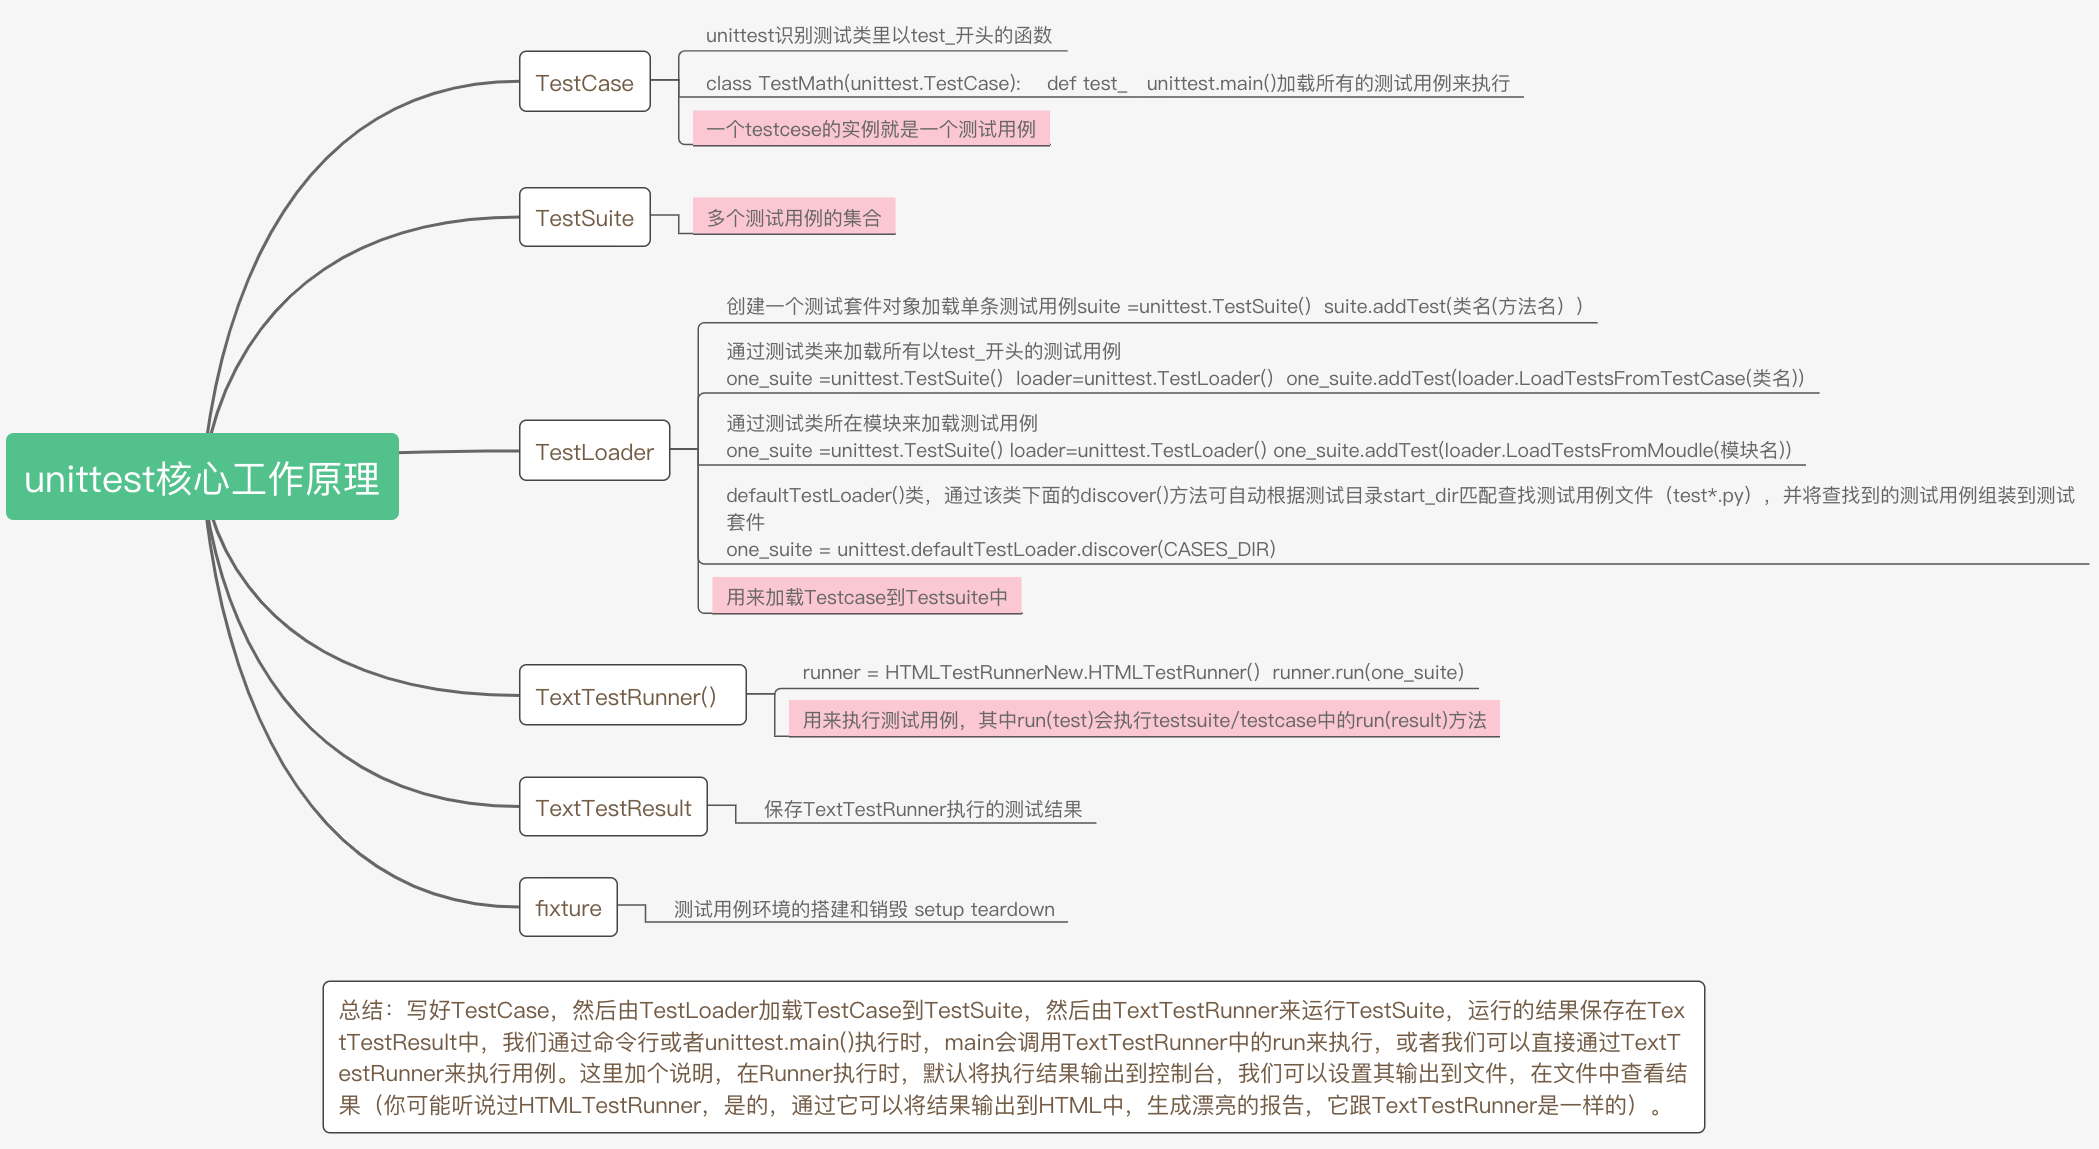 unittest核心工作原理
TestCase
unittest识别测试类里以test_开头的函数
class TestMath(unittest.TestCase):    def test_   unittest.main()加载所有的测试用例来执行
一个testcese的实例就是一个测试用例
TestSuite
多个测试用例的集合
TestLoader
创建一个测试套件对象加载单条测试用例suite =unittest.TestSuite()  suite.addTest(类名(方法名））
通过测试类来加载所有以test_开头的测试用例
one_suite =unittest.TestSuite()  loader=unittest.TestLoader()  one_suite.addTest(loader.LoadTestsFromTestCase(类名))
通过测试类所在模块来加载测试用例
one_suite =unittest.TestSuite() loader=unittest.TestLoader() one_suite.addTest(loader.LoadTestsFromMoudle(模块名))
defaultTestLoader()类，通过该类下面的discover()方法可自动根据测试目录start_dir匹配查找测试用例文件（test*.py），并将查找到的测试用例组装到测试
套件
one_suite = unittest.defaultTestLoader.discover(CASES_DIR)
用来加载Testcase到Testsuite中
TextTestRunner()
runner = HTMLTestRunnerNew.HTMLTestRunner()  runner.run(one_suite)
用来执行测试用例，其中run(test)会执行testsuite/testcase中的run(result)方法
TextTestResult
保存TextTestRunner执行的测试结果
fixture
测试用例环境的搭建和销毁 setup teardown
总结：写好TestCase，然后由TestLoader加载TestCase到TestSuite，然后由TextTestRunner来运行TestSuite，运行的结果保存在Tex
tTestResult中，我们通过命令行或者unittest.main()执行时，main会调用TextTestRunner中的run来执行，或者我们可以直接通过TextT
estRunner来执行用例。这里加个说明，在Runner执行时，默认将执行结果输出到控制台，我们可以设置其输出到文件，在文件中查看结
果（你可能听说过HTMLTestRunner，是的，通过它可以将结果输出到HTML中，生成漂亮的报告，它跟TextTestRunner是一样的）。